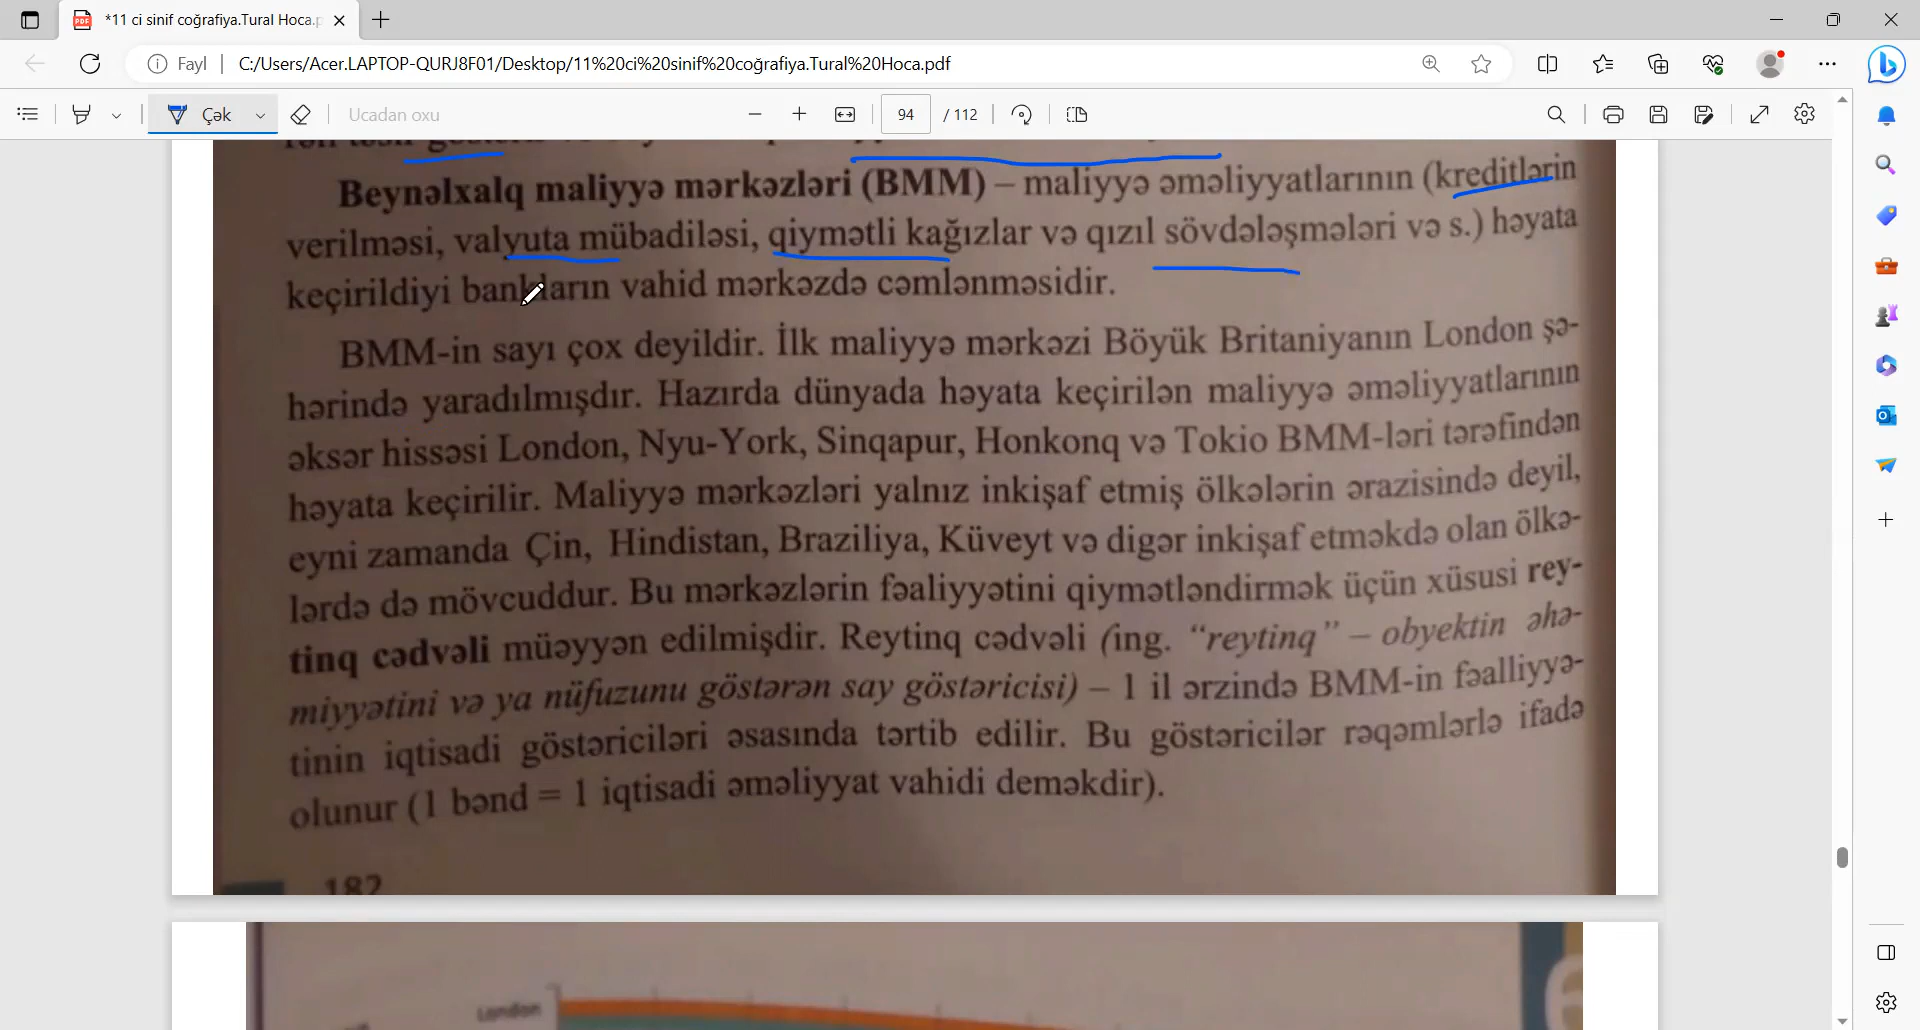 *11 ci sinif coğrafiya.Tural Hoca.p
Fayl
C:/Users/Acer.LAPTOP-QURJ8F01/Desktop/11%20ci%20sinif%20coğrafiya.Tural%20Hoca.pdf
Çək
Ucadan oxu
94 / 112
Beynəlxalq maliyyə mərkəzləri (BMM) – maliyyə əməliyyatlarının (kreditlərin
verilməsi, valyuta mübadiləsi, qiymətli kağızlar və qızıl sövdələşmələri və s.) həyata
keçirildiyi bankların vahid mərkəzdə cəmlənməsidir.
BMM-in sayı çox deyildir. İlk maliyyə mərkəzi Böyük Britaniyanın London şə-
hərində yaradılmışdır. Hazırda dünyada həyata keçirilən maliyyə əməliyyatlarının
əksər hissəsi London, Nyu-York, Sinqapur, Honkonq və Tokio BMM-ləri tərəfindən
həyata keçirilir. Maliyyə mərkəzləri yalnız inkişaf etmiş ölkələrin ərazisində deyil,
eyni zamanda Çin, Hindistan, Braziliya, Küveyt və digər inkişaf etməkdə olan ölkə-
lərdə də mövcuddur. Bu mərkəzlərin fəaliyyətini qiymətləndirmək üçün xüsusi rey-
tinq cədvəli müəyyən edilmişdir. Reytinq cədvəli (ing. “reytinq” – obyektin əhə-
miyyətini və ya nüfuzunu göstərən say göstəricisi) – 1 il ərzində BMM-in fəalliyyə-
tinin iqtisadi göstəriciləri əsasında tərtib edilir. Bu göstəricilər rəqəmlərlə ifadə
olunur (1 bənd = 1 iqtisadi əməliyyat vahidi deməkdir).
182
London